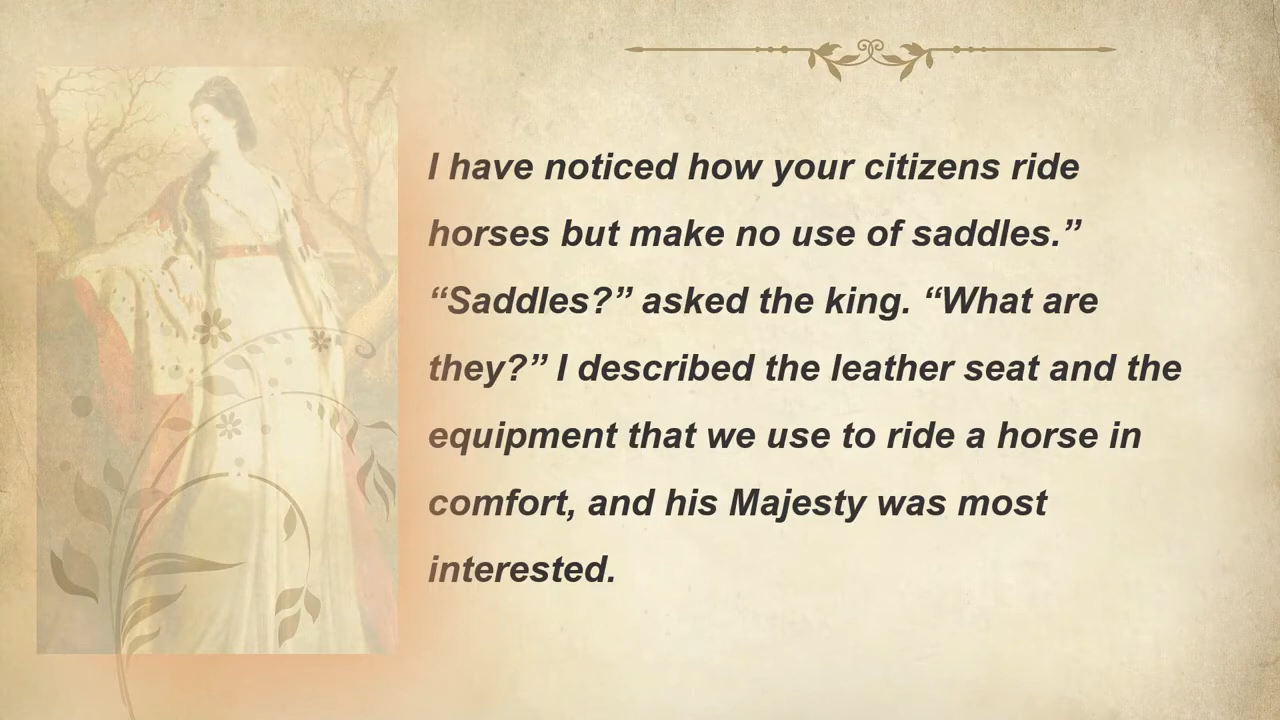 I have noticed how your citizens ride
horses but make no use of saddles.”
“Saddles?” asked the king. “What are
they?” I described the leather seat and the
equipment that we use to ride a horse in
comfort, and his Majesty was most
interested.